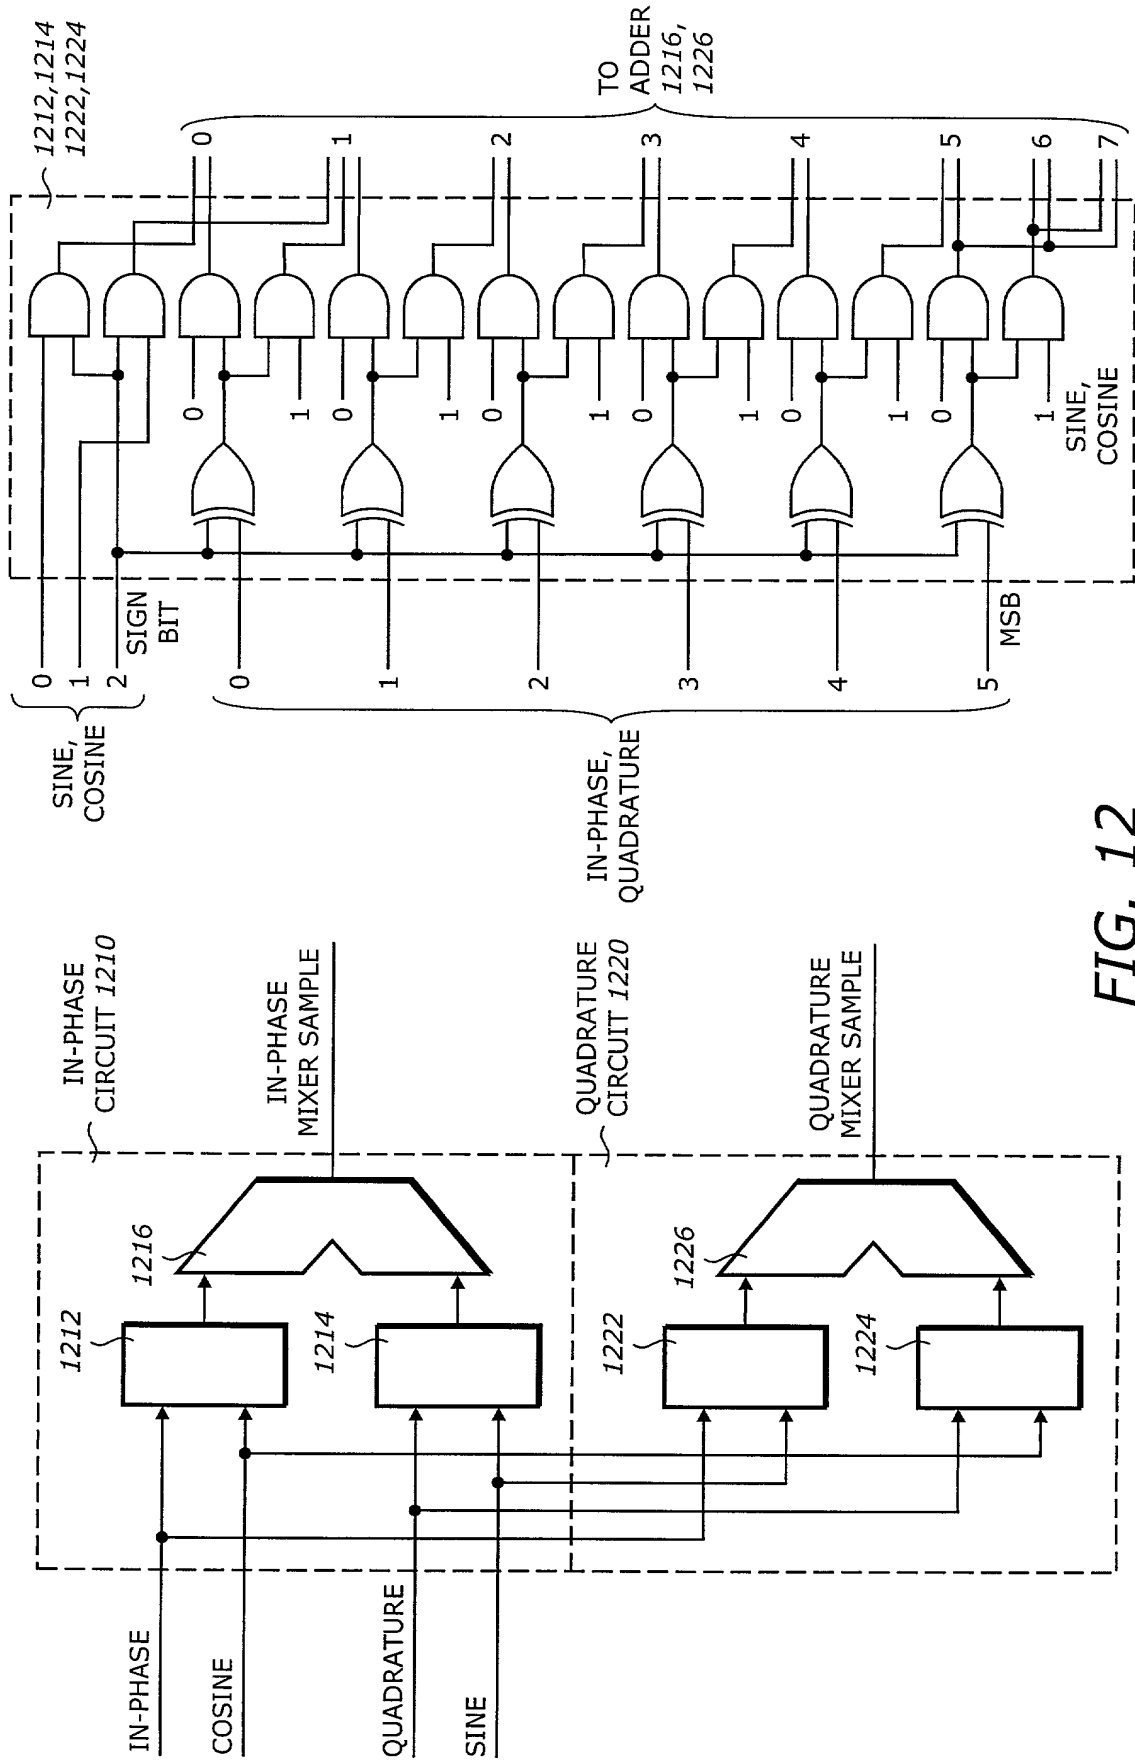 IN-PHASE
CIRCUIT 1210
1212
1216
IN-PHASE
MIXER SAMPLE
1214
IN-PHASE
COSINE
QUADRATURE
SINE
QUADRATURE
CIRCUIT 1220
1222
1226
QUADRATURE
MIXER SAMPLE
1224
1212,1214
1222,1224
SINE,
COSINE
0
1
2
SIGN
BIT
IN-PHASE,
QUADRATURE
0
1
2
3
4
5
MSB
0
1
0
1
0
1
0
1
0
1
0
1
SINE,
COSINE
0
1
2
3
4
5
6
7
TO
ADDER
1216,
1226
FIG. 12